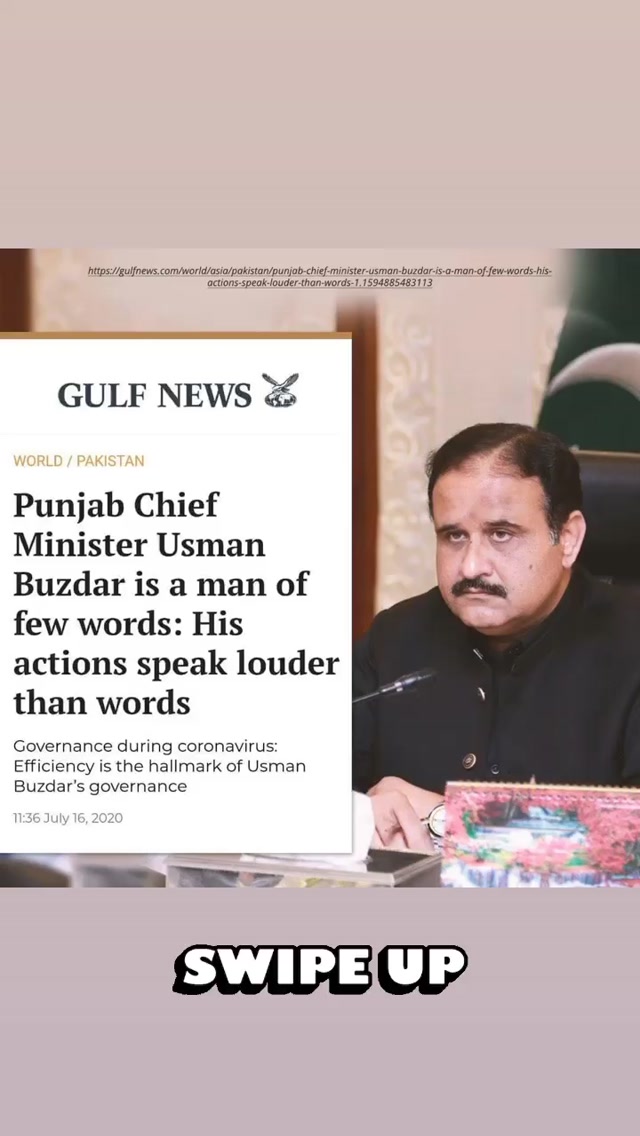 https://gulfnews.com/world/asia/pakistan/punjab-chief-minister-usman-buzdar-is-a-man-of-few-words-his-
actions-speak-louder-than-words-1.1594885483113
GULF NEWS
WORLD / PAKISTAN
Punjab Chief
Minister Usman
Buzdar is a man of
few words: His
actions speak louder
than words
Governance during coronavirus:
Efficiency is the hallmark of Usman
Buzdar's governance
11:36 July 16, 2020
SWIPE UP